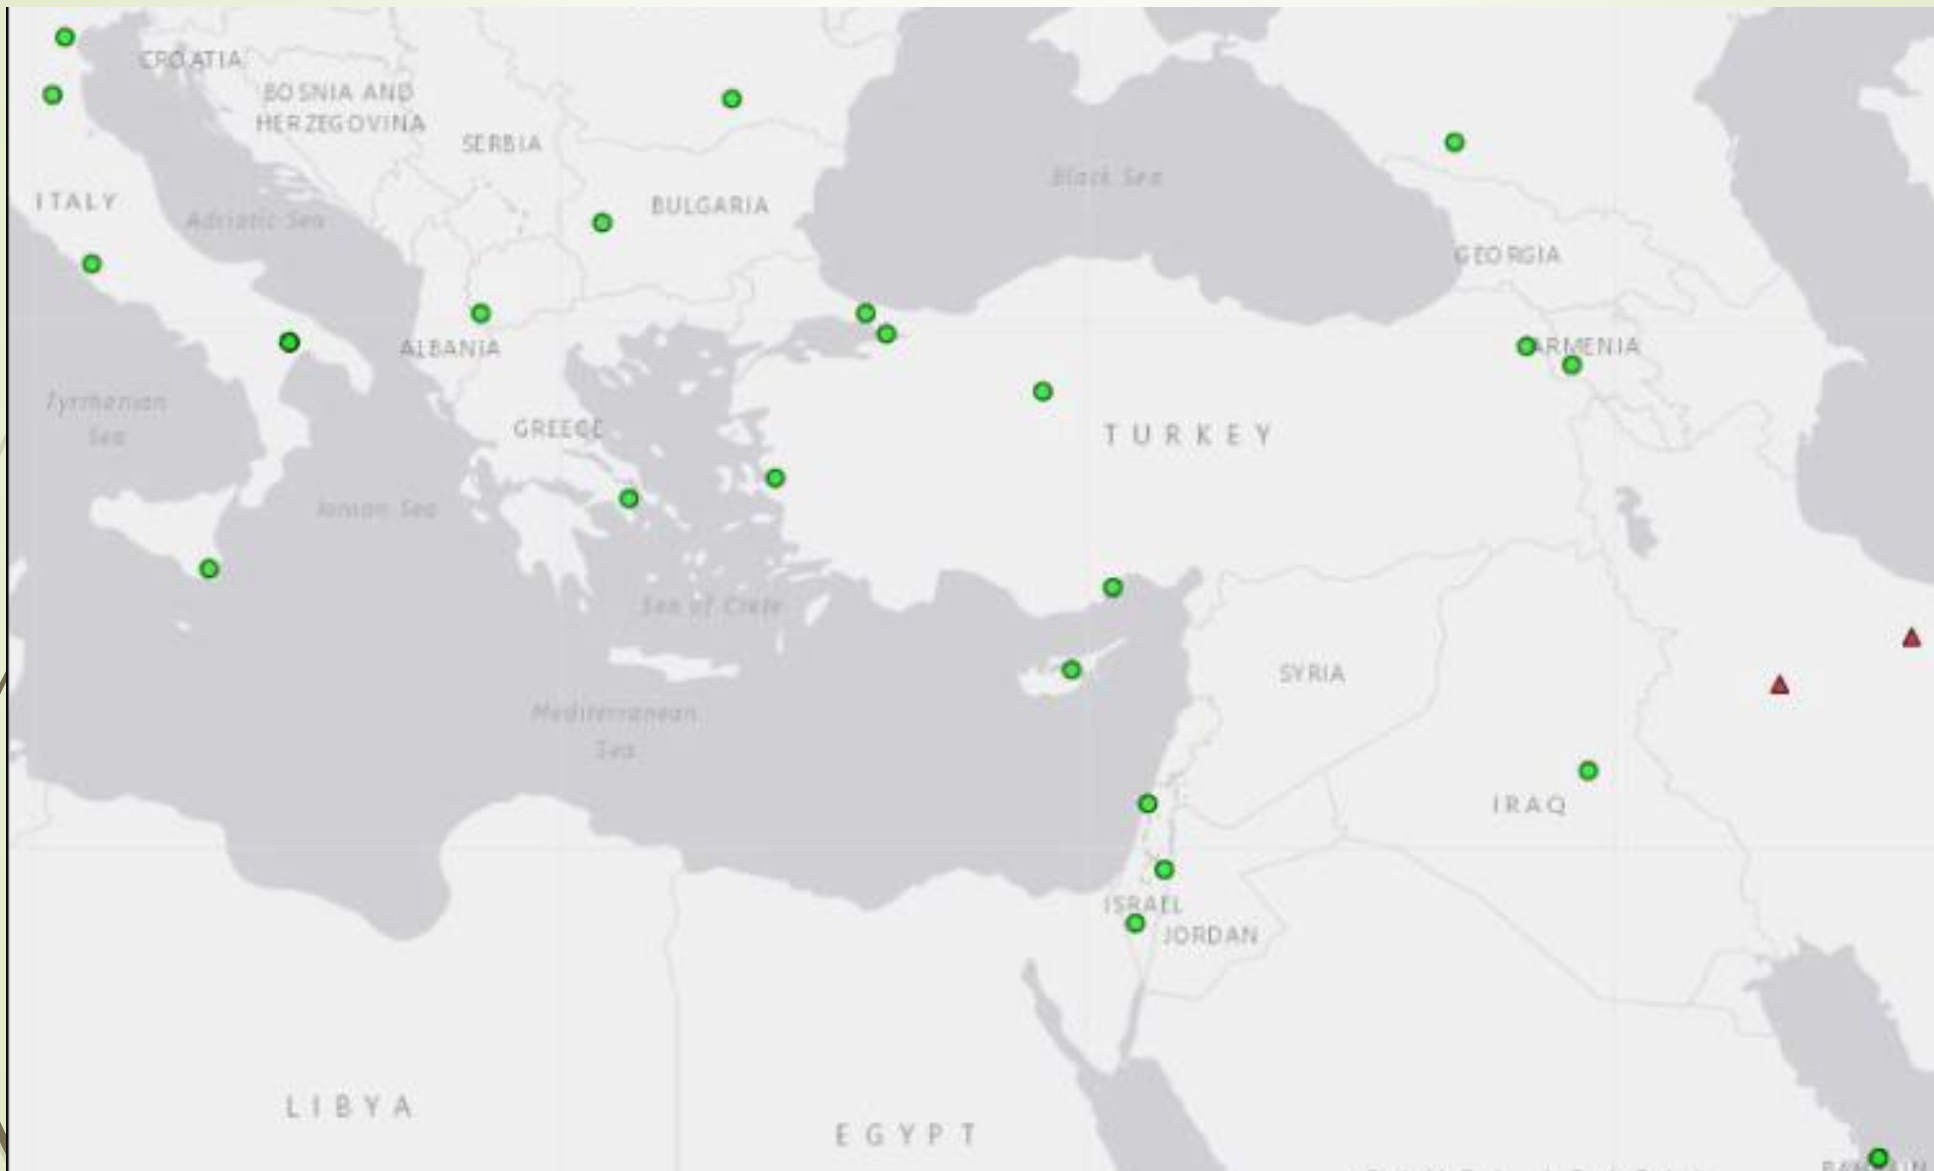 CROATIA
BOSNIA AND
HERZEGOVINA
SERBIA
ITALY
Adriatic Sea
BULGARIA
Black Sea
GEORGIA
ALBANIA
ARMENIA
Tyrrhenian
Sea
GREECE
TURKEY
Ionian Sea
Sea of Crete
SYRIA
Mediterranean
Sea
IRAQ
ISRAEL
JORDAN
LIBYA
EGYPT